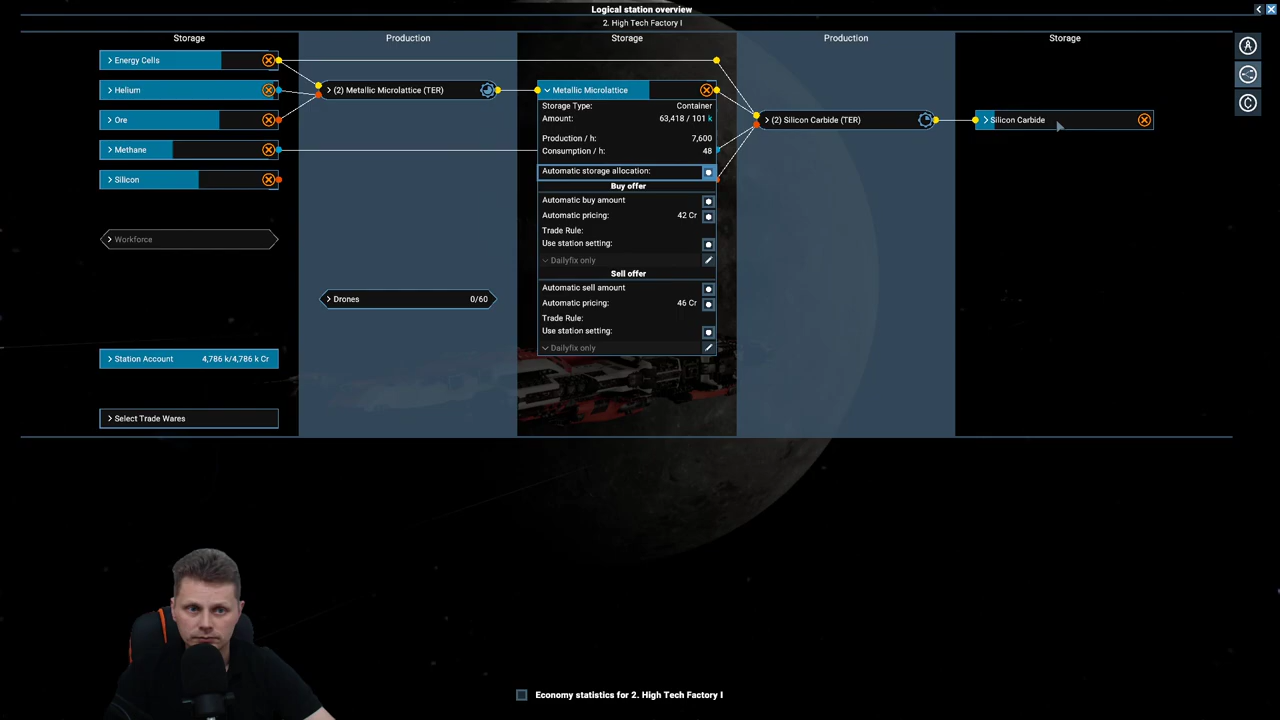 Logical station overview
2. High Tech Factory I
Storage
Production
Storage
Production
Storage
Energy Cells
Helium
(2) Metallic Microlattice (TER)
Metallic Microlattice
Ore
Storage Type: Container
Amount: 63,418 / 101 k
(2) Silicon Carbide (TER)
Silicon Carbide
Production / h: 7,600
Methane
Consumption / h: 48
Automatic storage allocation:
Silicon
Buy offer
Automatic buy amount
Automatic pricing: 42 Cr
Trade Rule:
Workforce
Use station setting:
Dailyfix only
Sell offer
Automatic sell amount
Drones 0/60
Automatic pricing: 46 Cr
Trade Rule:
Use station setting:
Dailyfix only
Station Account 4,786 k/4,786 k Cr
Select Trade Wares
Economy statistics for 2. High Tech Factory I